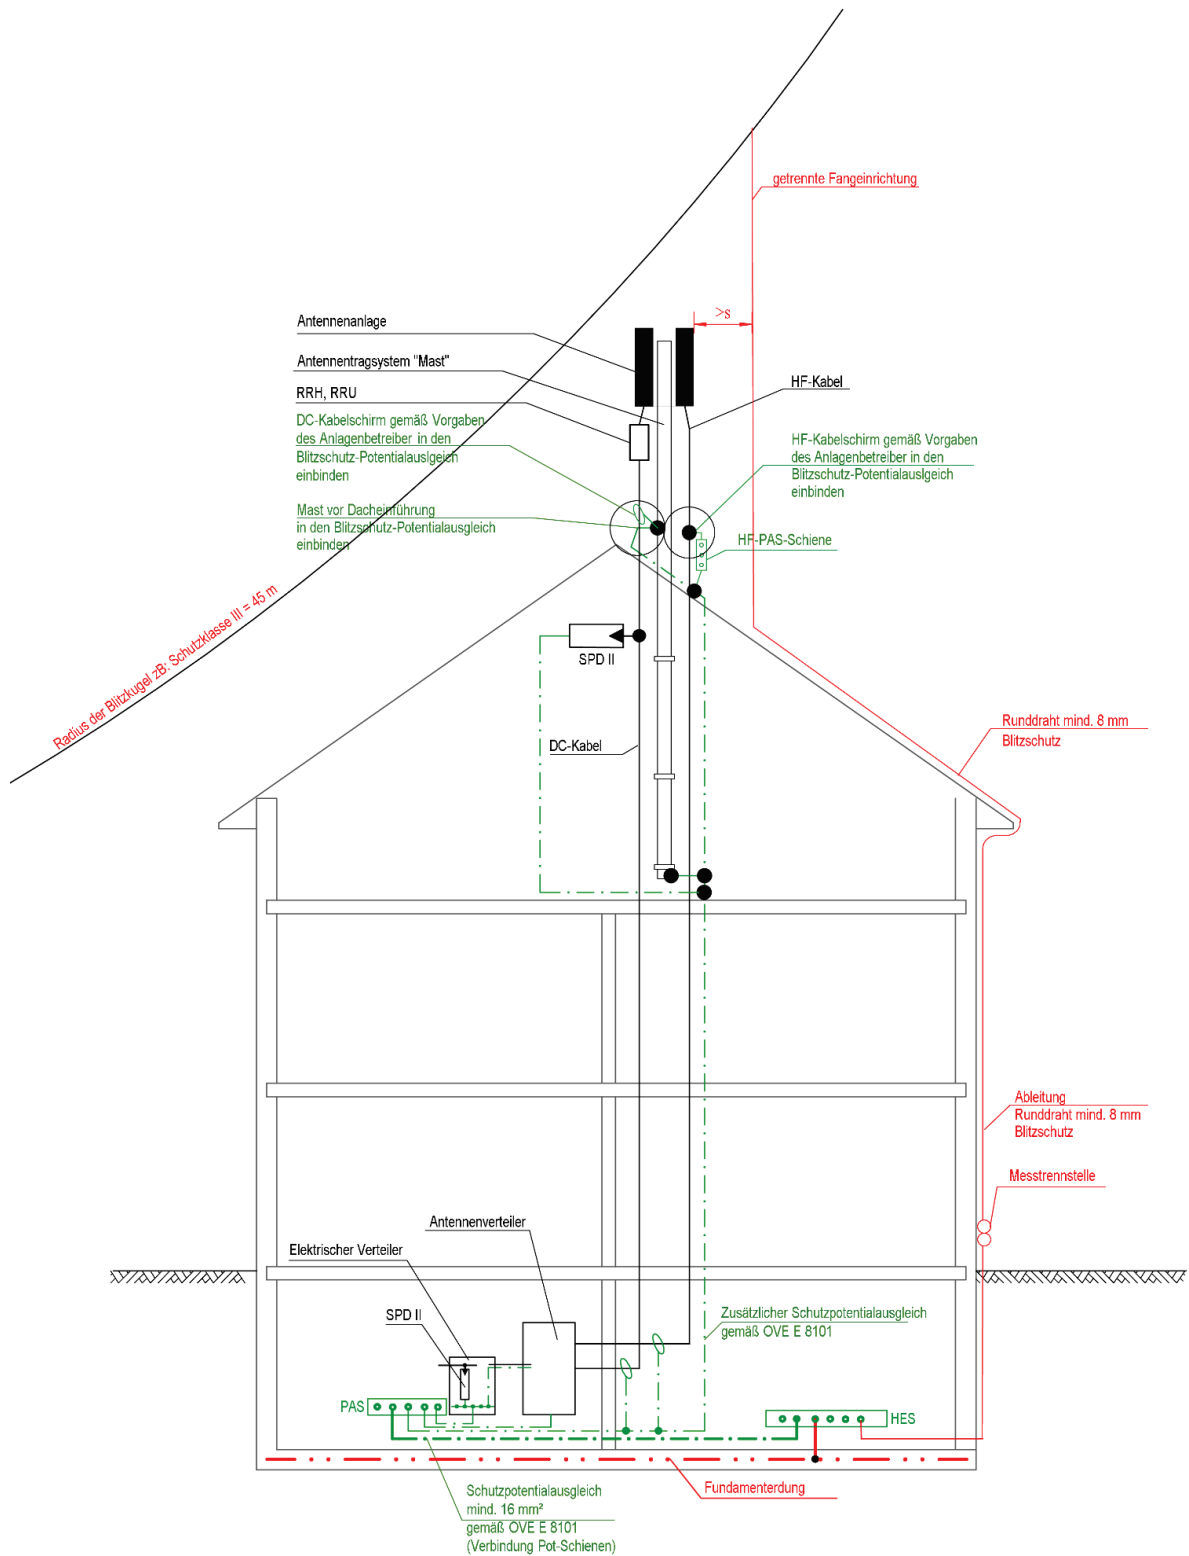 getrennte Fangeinrichtung
>s
Antennenanlage
Antennentragsystem "Mast"
HF-Kabel
RRH, RRU
DC-Kabelschirm gemäß Vorgaben
des Anlagenbetreiber in den
Blitzschutz-Potentialauslgeich
einbinden
HF-Kabelschirm gemäß Vorgaben
des Anlagenbetreiber in den
Blitzschutz-Potentialauslgeich
einbinden
Mast vor Dacheinführung
in den Blitzschutz-Potentialausgleich
einbinden
HF-PAS-Schiene
Radius der Blitzkugel zB: Schutzklasse III = 45 m
SPD II
Runddraht mind. 8 mm
Blitzschutz
DC-Kabel
Ableitung
Runddraht mind. 8 mm
Blitzschutz
Messtrennstelle
Antennenverteiler
Elektrischer Verteiler
SPD II
Zusätzlicher Schutzpotentialausgleich
gemäß OVE E 8101
PAS
HES
Fundamenterdung
Schutzpotentialausgleich
mind. 16 mm²
gemäß OVE E 8101
(Verbindung Pot-Schienen)